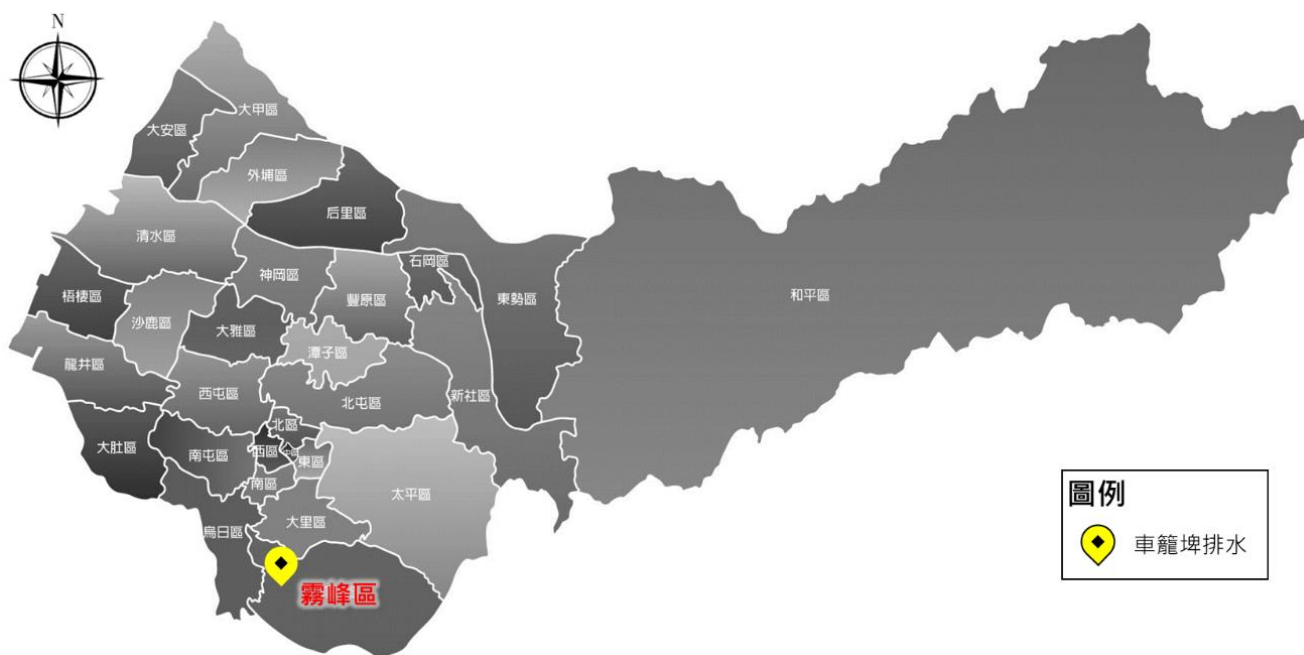 N
大甲區
大安區
外埔區
后里區
清水區
神岡區
石岡區
豐原區
東勢區
和平區
梧棲區
沙鹿區
大雅區
潭子區
龍井區
西屯區
北屯區
新社區
北區
大肚區
南屯區
西區
中區
東區
南區
太平區
大里區
烏日區
霧峰區
圖例
車籠埤排水